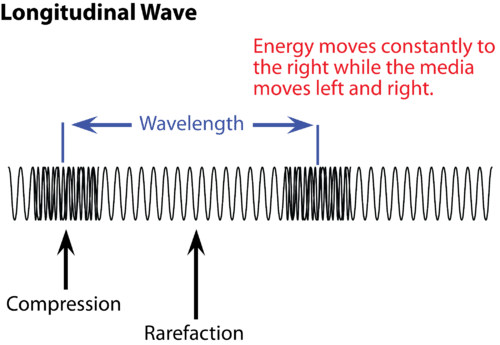 Longitudinal Wave
Energy moves constantly to
the right while the media
moves left and right.
Wavelength
Compression
Rarefaction